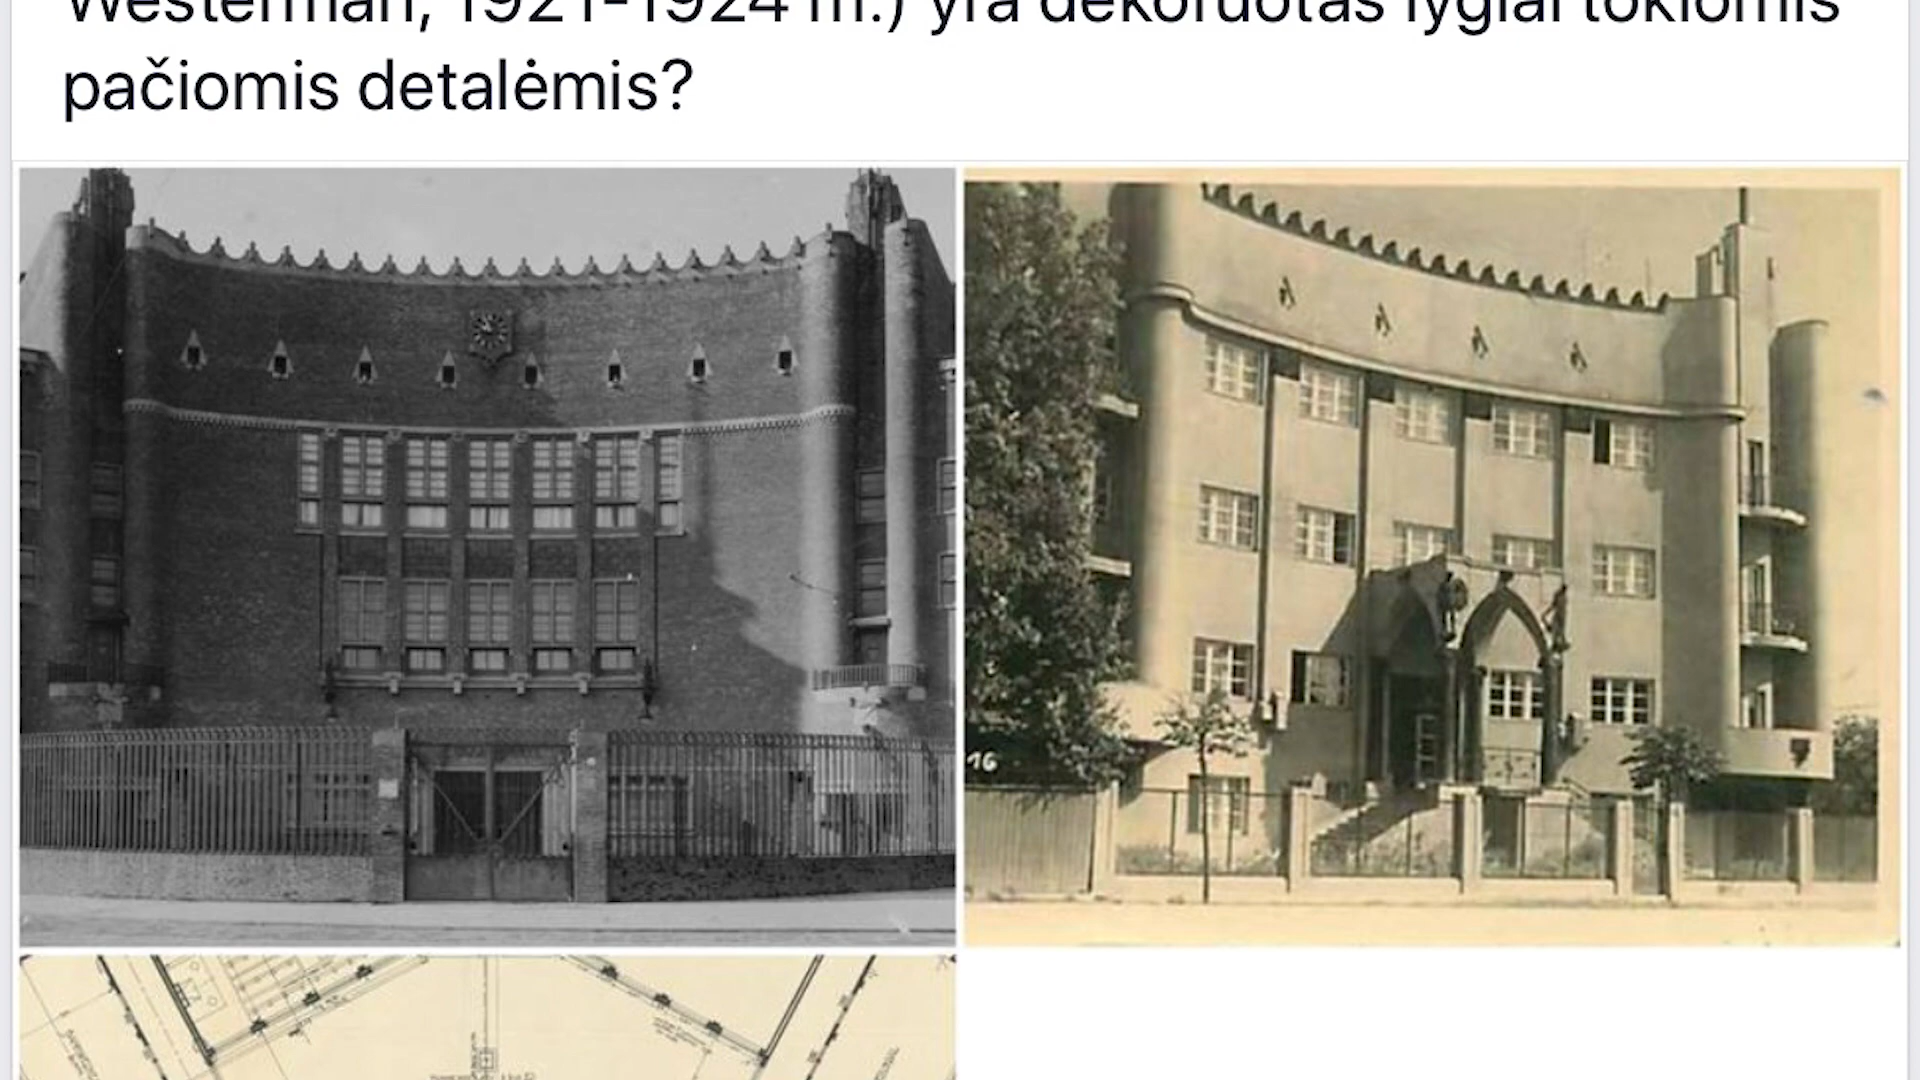 Westerman, 1921-1924 m.) yra dekoruotas lygiai tokiomis
pačiomis detalėmis?
16